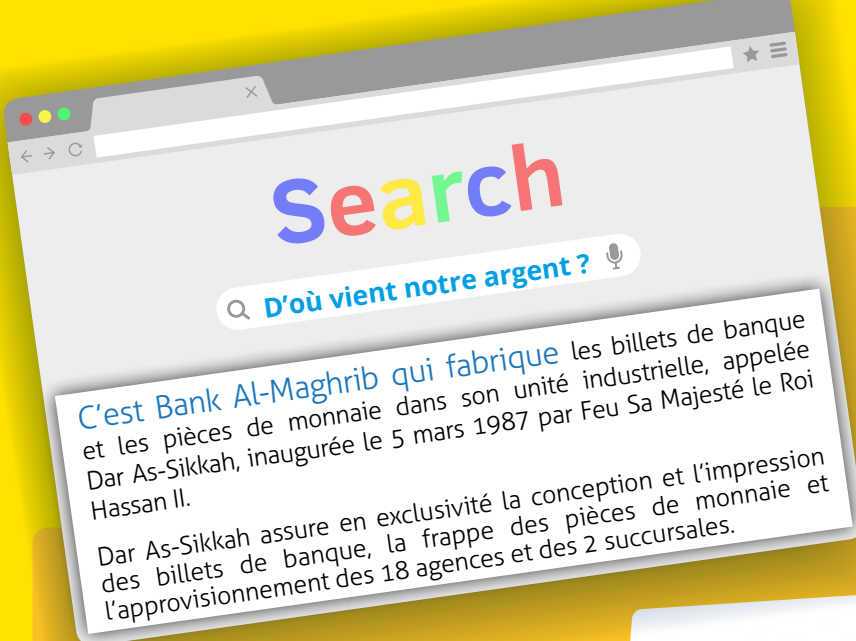 Search
D'où vient notre argent ?
C'est Bank Al-Maghrib qui fabrique les billets de banque
et les pièces de monnaie dans son unité industrielle, appelée
Dar As-Sikkah, inaugurée le 5 mars 1987 par Feu Sa Majesté le Roi
Hassan II.
Dar As-Sikkah assure en exclusivité la conception et l'impression
des billets de banque, la frappe des pièces de monnaie et
l'approvisionnement des 18 agences et des 2 succursales.